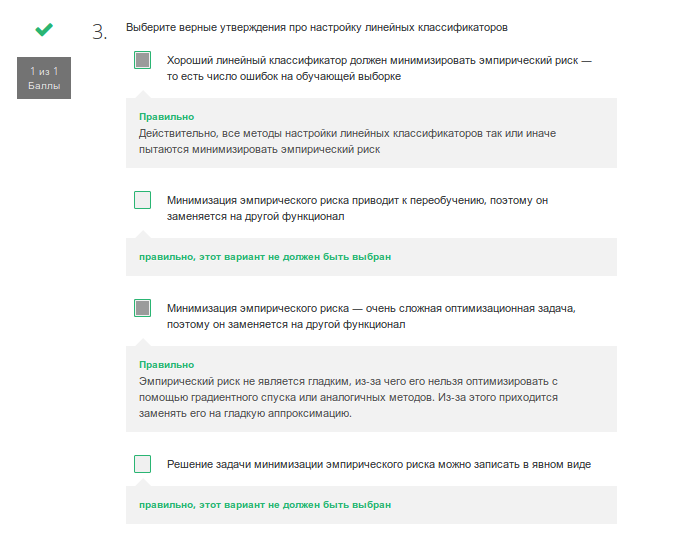 3. Выберите верные утверждения про настройку линейных классификаторов
1 из 1
Баллы
Хороший линейный классификатор должен минимизировать эмпирический риск —
то есть число ошибок на обучающей выборке
Правильно
Действительно, все методы настройки линейных классификаторов так или иначе
пытаются минимизировать эмпирический риск
Минимизация эмпирического риска приводит к переобучению, поэтому он
заменяется на другой функционал
правильно, этот вариант не должен быть выбран
Минимизация эмпирического риска — очень сложная оптимизационная задача,
поэтому он заменяется на другой функционал
Правильно
Эмпирический риск не является гладким, из-за чего его нельзя оптимизировать с
помощью градиентного спуска или аналогичных методов. Из-за этого приходится
заменять его на гладкую аппроксимацию.
Решение задачи минимизации эмпирического риска можно записать в явном виде
правильно, этот вариант не должен быть выбран